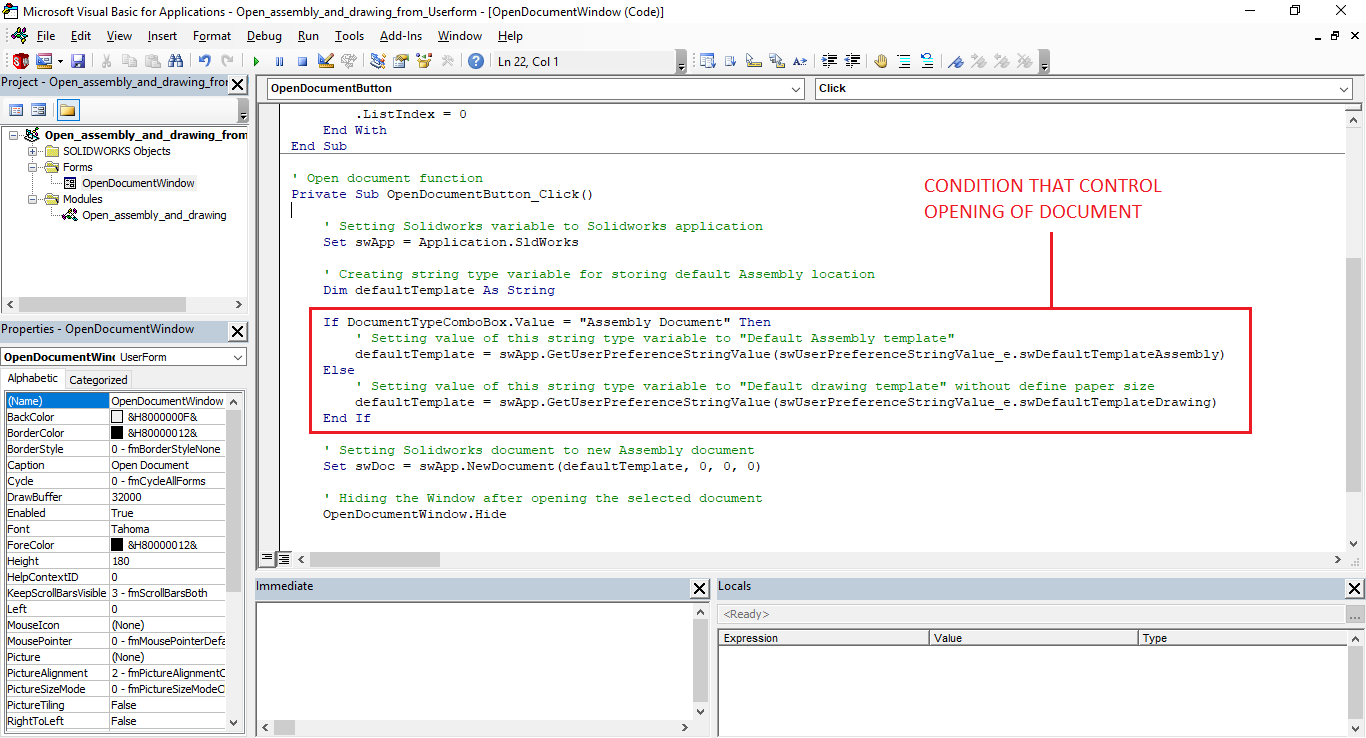 Microsoft Visual Basic for Applications - Open_assembly_and_drawing_from_Userform - [OpenDocumentWindow (Code)]
File Edit View Insert Format Debug Run Tools Add-Ins Window Help
Ln 22, Col 1
Project - Open_assembly_and_drawing_fro
Open_assembly_and_drawing_from
SOLIDWORKS Objects
Forms
OpenDocumentWindow
Modules
Open_assembly_and_drawing
Properties - OpenDocumentWindow
OpenDocumentWind UserForm
Alphabetic Categorized
(Name) OpenDocumentWindow
BackColor &H8000000F&
BorderColor &H80000012&
BorderStyle 0 - fmBorderStyleNone
Caption Open Document
Cycle 0 - fmCycleAllForms
DrawBuffer 32000
Enabled True
Font Tahoma
ForeColor &H80000012&
Height 180
HelpContextID 0
KeepScrollBarsVisible 3 - fmScrollBarsBoth
Left 0
MouseIcon (None)
MousePointer 0 - fmMousePointerDefa
Picture (None)
PictureAlignment 2 - fmPictureAlignmentC
PictureSizeMode 0 - fmPictureSizeModeCl
PictureTiling False
RightToLeft False
OpenDocumentButton Click
.ListIndex = 0
End With
End Sub
' Open document function
Private Sub OpenDocumentButton_Click()
' Setting Solidworks variable to Solidworks application
Set swApp = Application.SldWorks
' Creating string type variable for storing default Assembly location
Dim defaultTemplate As String
If DocumentTypeComboBox.Value = "Assembly Document" Then
' Setting value of this string type variable to "Default Assembly template"
defaultTemplate = swApp.GetUserPreferenceStringValue(swUserPreferenceStringValue_e.swDefaultTemplateAssembly)
Else
' Setting value of this string type variable to "Default drawing template" without define paper size
defaultTemplate = swApp.GetUserPreferenceStringValue(swUserPreferenceStringValue_e.swDefaultTemplateDrawing)
End If
' Setting Solidworks document to new Assembly document
Set swDoc = swApp.NewDocument(defaultTemplate, 0, 0, 0)
' Hiding the Window after opening the selected document
OpenDocumentWindow.Hide
CONDITION THAT CONTROL
OPENING OF DOCUMENT
Immediate
Locals
<Ready>
Expression Value Type